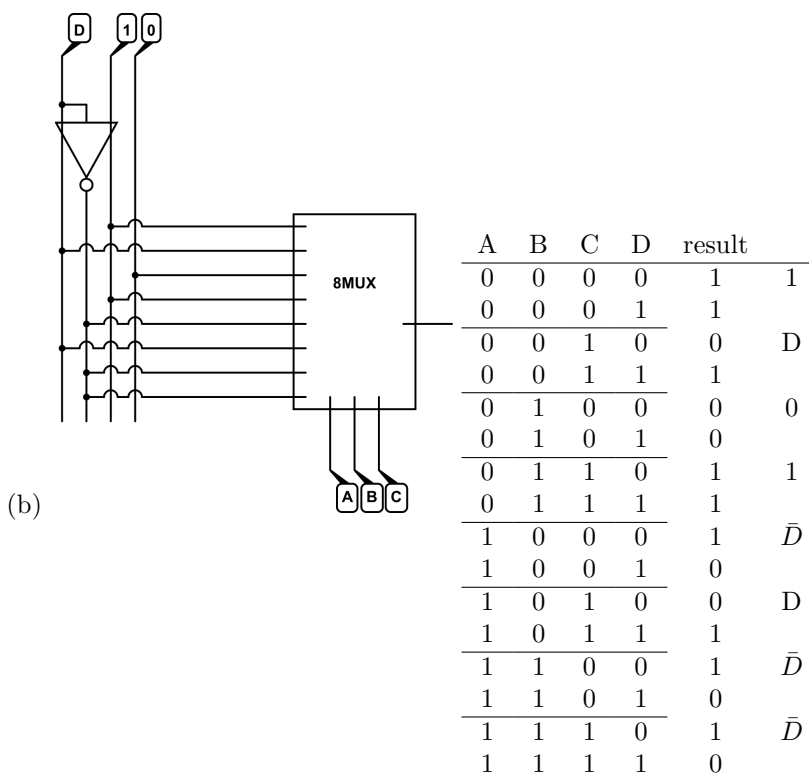 D 1 0
8MUX
A B C
(b)
A B C D result
0 0 0 0 1 1
0 0 0 1 1
0 0 1 0 0 D
0 0 1 1 1
0 1 0 0 0 0
0 1 0 1 0
0 1 1 0 1 1
0 1 1 1 1
1 0 0 0 1 D̄
1 0 0 1 0
1 0 1 0 0 D
1 0 1 1 1
1 1 0 0 1 D̄
1 1 0 1 0
1 1 1 0 1 D̄
1 1 1 1 0